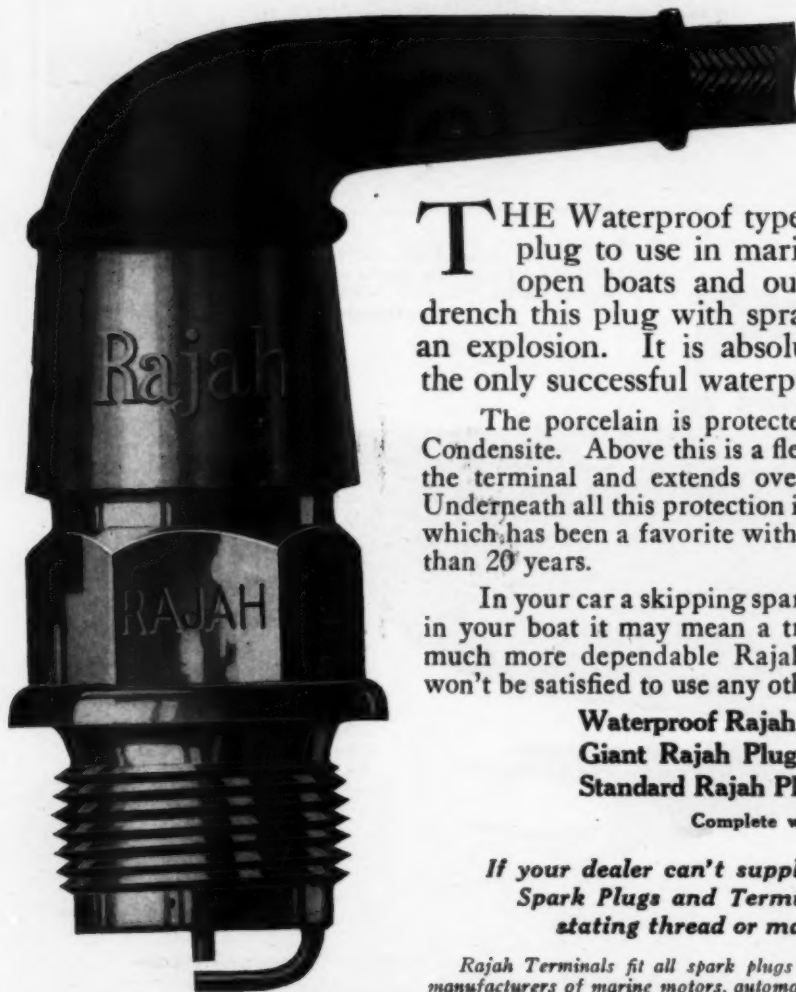 Rajah
RAJAH
THE Waterproof type
plug to use in mari
open boats and ou
drench this plug with spra
an explosion. It is absolu
the only successful waterp
The porcelain is protecte
Condensite. Above this is a fle
the terminal and extends ove
Underneath all this protection i
which has been a favorite with
than 20 years.
In your car a skipping spar
in your boat it may mean a tr
much more dependable Rajah
won't be satisfied to use any oth
Waterproof Rajah
Giant Rajah Plug
Standard Rajah Pl
Complete w
If your dealer can't suppl
Spark Plugs and Termi
stating thread or ma
Rajah Terminals fit all spark plugs
manufacturers of marine motors, automo